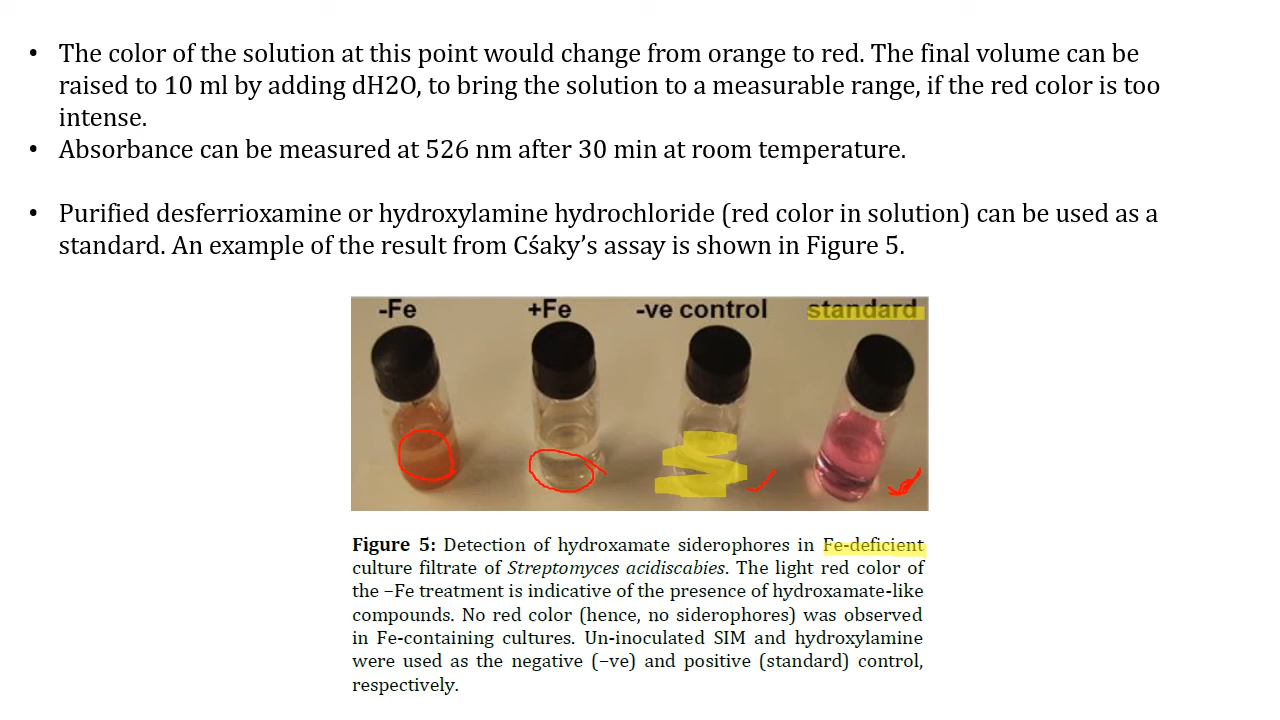 • The color of the solution at this point would change from orange to red. The final volume can be
raised to 10 ml by adding dH2O, to bring the solution to a measurable range, if the red color is too
intense.
• Absorbance can be measured at 526 nm after 30 min at room temperature.
• Purified desferrioxamine or hydroxylamine hydrochloride (red color in solution) can be used as a
standard. An example of the result from Cśaky’s assay is shown in Figure 5.
-Fe +Fe -ve control standard
Figure 5: Detection of hydroxamate siderophores in Fe-deficient
culture filtrate of Streptomyces acidiscabies. The light red color of
the −Fe treatment is indicative of the presence of hydroxamate-like
compounds. No red color (hence, no siderophores) was observed
in Fe-containing cultures. Un-inoculated SIM and hydroxylamine
were used as the negative (−ve) and positive (standard) control,
respectively.